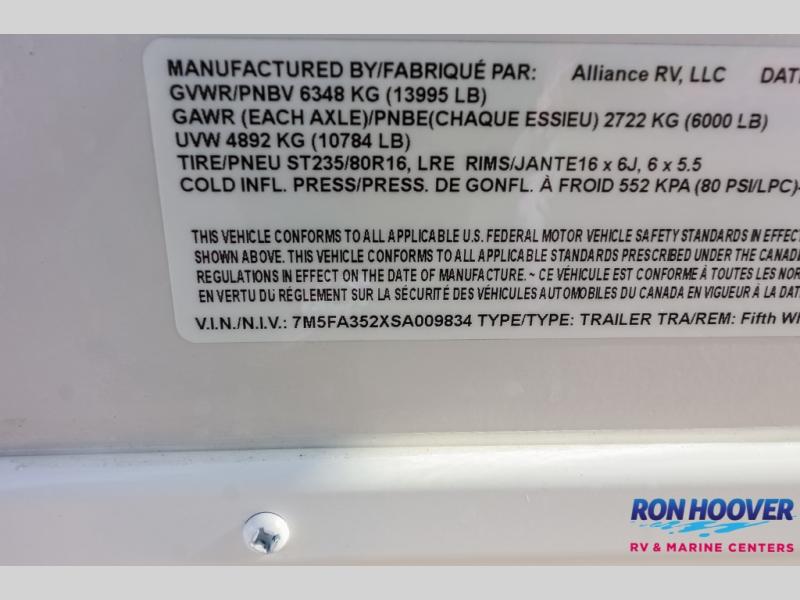 MANUFACTURED BY/FABRIQUÉ PAR: Alliance RV, LLC
GVWR/PNBV 6348 KG (13995 LB)
GAWR (EACH AXLE)/PNBE(CHAQUE ESSIEU) 2722 KG (6000 LB)
UVW 4892 KG (10784 LB)
TIRE/PNEU ST235/80R16, LRE RIMS/JANTE16 x 6J, 6 x 5.5
COLD INFL. PRESS/PRESS. DE GONFL. À FROID 552 KPA (80 PSI/LPC)
THIS VEHICLE CONFORMS TO ALL APPLICABLE U.S. FEDERAL MOTOR VEHICLE SAFETY STANDARDS IN
SHOWN ABOVE. THIS VEHICLE CONFORMS TO ALL APPLICABLE STANDARDS PRESCRIBED UNDER THE
REGULATIONS IN EFFECT ON THE DATE OF MANUFACTURE. ~ CE VÉHICULE EST CONFORME À TOUTES LES
EN VERTU DU RÉGLEMENT SUR LA SÉCURITÉ DES VÉHICULES AUTOMOBILES DU CANADA EN VIGUEUR À LA
V.I.N./N.I.V.: 7M5FA352XSA009834 TYPE/TYPE: TRAILER TRA/REM: Fifth
RON HOOVER
RV & MARINE CENTERS